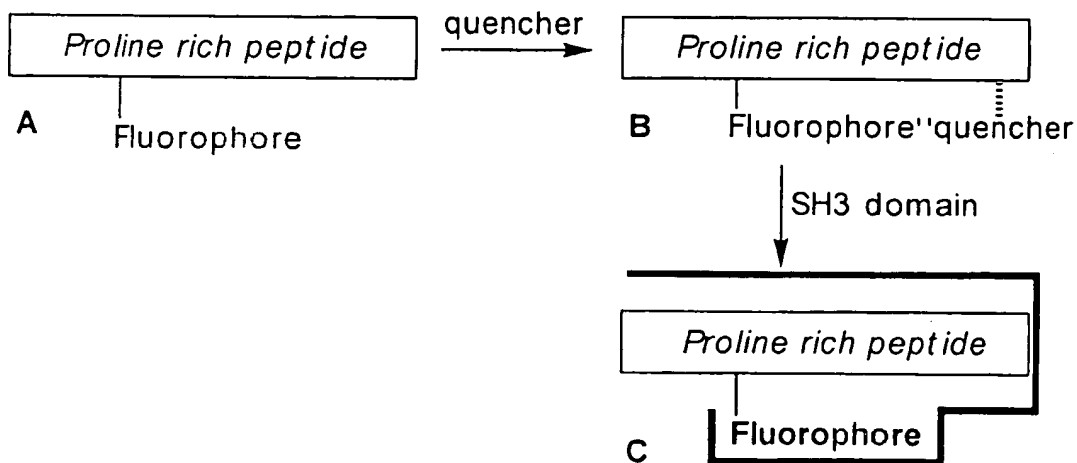 Proline rich peptide
quencher
Proline rich peptide
A
Fluorophore
B
Fluorophore''quencher
SH3 domain
Proline rich peptide
Fluorophore
C